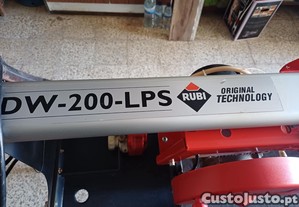 DW-200-LPS
RUBI
ORIGINAL
TECHNOLOGY
CustoJusto.pt